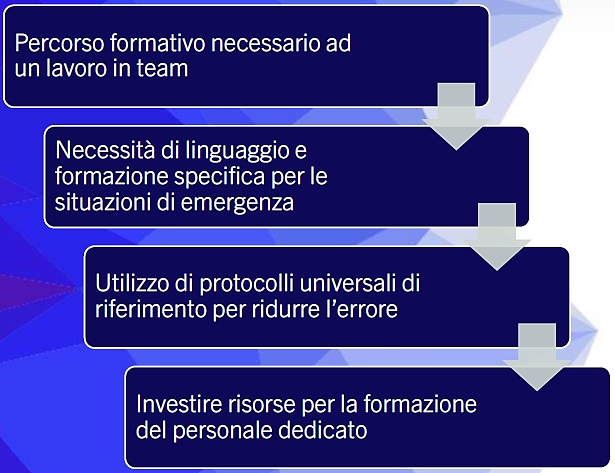 Percorso formativo necessario ad
un lavoro in team
Necessità di linguaggio e
formazione specifica per le
situazioni di emergenza
Utilizzo di protocolli universali di
riferimento per ridurre l’errore
Investire risorse per la formazione
del personale dedicato